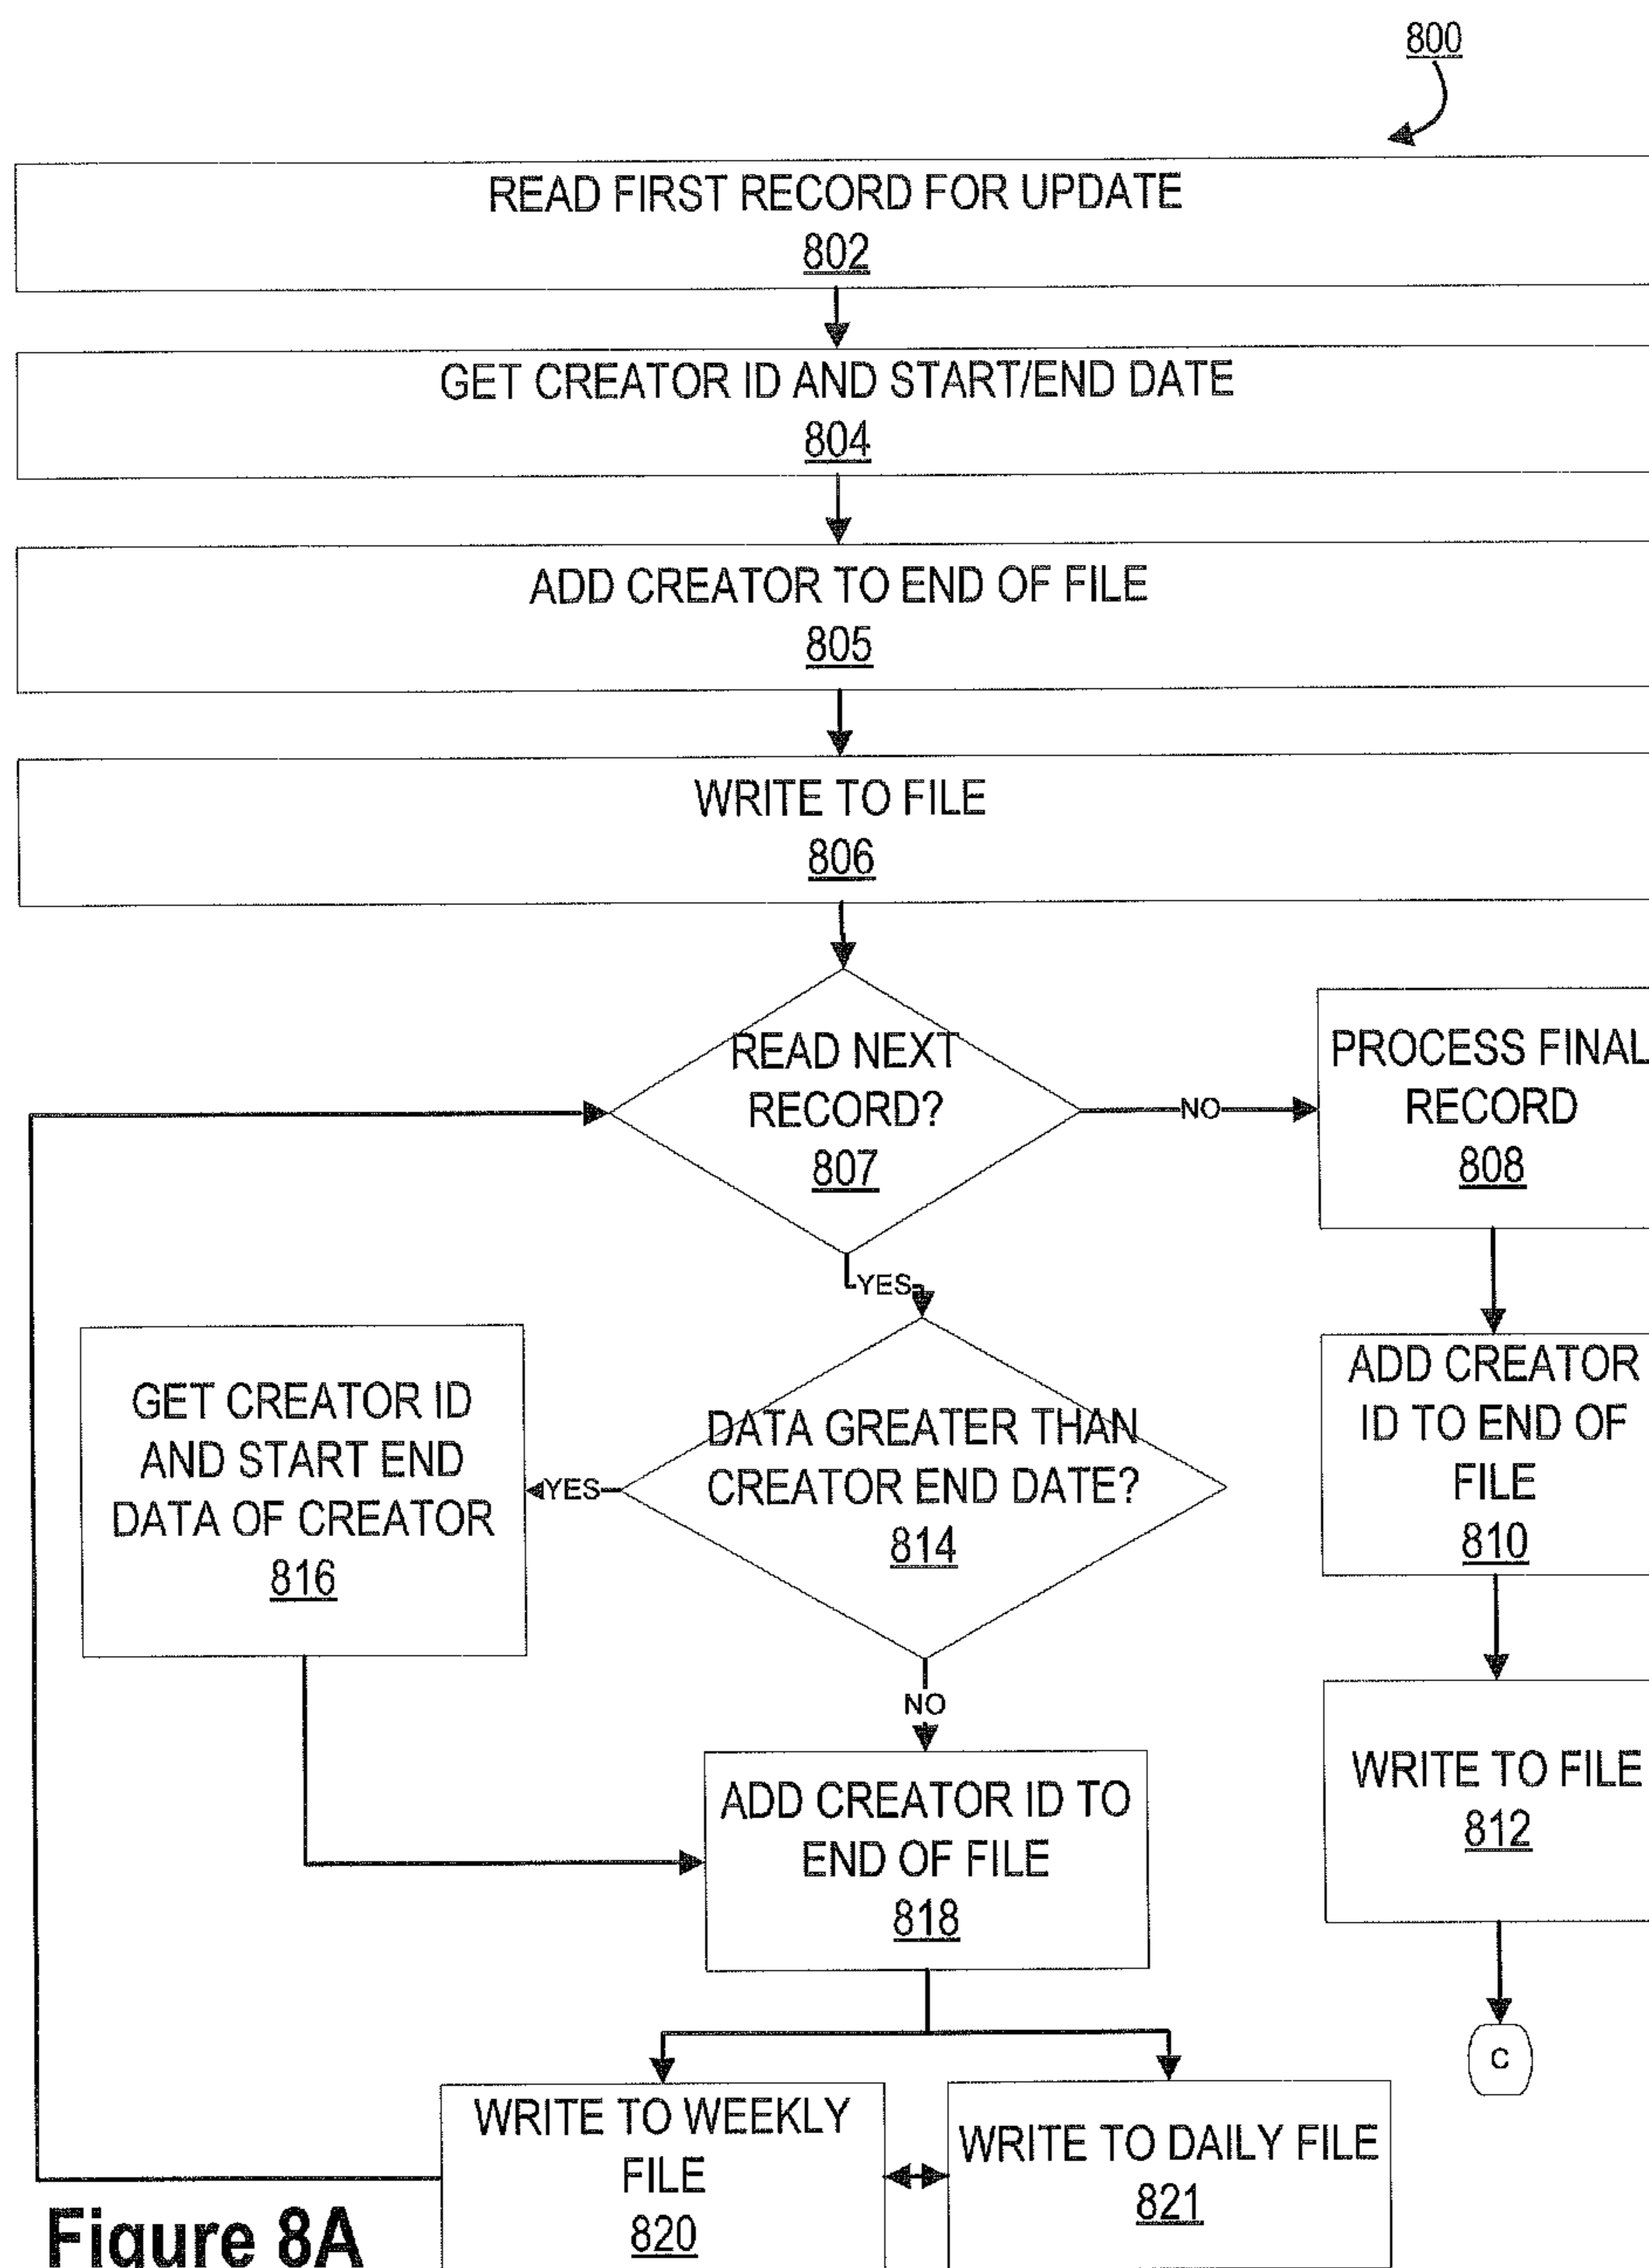 800
READ FIRST RECORD FOR UPDATE
802
GET CREATOR ID AND START/END DATE
804
ADD CREATOR TO END OF FILE
805
WRITE TO FILE
806
READ NEXT
RECORD?
807
NO
PROCESS FINAL
RECORD
808
YES
GET CREATOR ID
AND START END
DATA OF CREATOR
816
YES
DATA GREATER THAN
CREATOR END DATE?
814
ADD CREATOR
ID TO END OF
FILE
810
NO
ADD CREATOR ID TO
END OF FILE
818
WRITE TO FILE
812
C
WRITE TO WEEKLY
FILE
820
WRITE TO DAILY FILE
821
Figure 8A